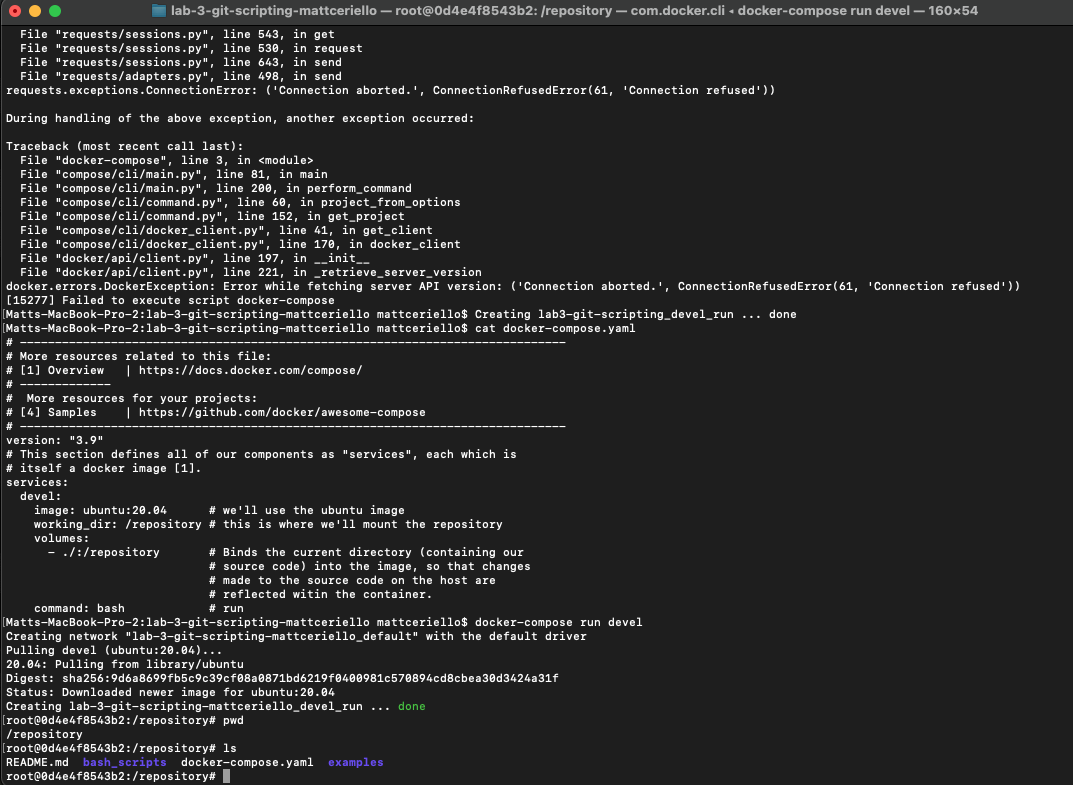 lab-3-git-scripting-mattceriello — root@0d4e4f8543b2: /repository — com.docker.cli ◂ docker-compose run devel — 160×54
  File "requests/sessions.py", line 543, in get
  File "requests/sessions.py", line 530, in request
  File "requests/sessions.py", line 643, in send
  File "requests/adapters.py", line 498, in send
requests.exceptions.ConnectionError: ('Connection aborted.', ConnectionRefusedError(61, 'Connection refused'))

During handling of the above exception, another exception occurred:

Traceback (most recent call last):
  File "docker-compose", line 3, in <module>
  File "compose/cli/main.py", line 81, in main
  File "compose/cli/main.py", line 200, in perform_command
  File "compose/cli/command.py", line 60, in project_from_options
  File "compose/cli/command.py", line 152, in get_project
  File "compose/cli/docker_client.py", line 41, in get_client
  File "compose/cli/docker_client.py", line 170, in docker_client
  File "docker/api/client.py", line 197, in __init__
  File "docker/api/client.py", line 221, in _retrieve_server_version
docker.errors.DockerException: Error while fetching server API version: ('Connection aborted.', ConnectionRefusedError(61, 'Connection refused'))
[15277] Failed to execute script docker-compose
[Matts-MacBook-Pro-2:lab-3-git-scripting-mattceriello mattceriello$ Creating lab3-git-scripting_devel_run ... done
[Matts-MacBook-Pro-2:lab-3-git-scripting-mattceriello mattceriello$ cat docker-compose.yaml
# ------------------------------------------------------------------------------
# More resources related to this file:
# [1] Overview   | https://docs.docker.com/compose/
# -------------
#  More resources for your projects:
# [4] Samples    | https://github.com/docker/awesome-compose
# ------------------------------------------------------------------------------
version: "3.9"
# This section defines all of our components as "services", each which is
# itself a docker image [1].
services:
  devel:
    image: ubuntu:20.04      # we'll use the ubuntu image
    working_dir: /repository # this is where we'll mount the repository
    volumes:
      - ./:/repository       # Binds the current directory (containing our
                             # source code) into the image, so that changes
                             # made to the source code on the host are
                             # reflected witin the container.
    command: bash            # run
[Matts-MacBook-Pro-2:lab-3-git-scripting-mattceriello mattceriello$ docker-compose run devel
Creating network "lab-3-git-scripting-mattceriello_default" with the default driver
Pulling devel (ubuntu:20.04)...
20.04: Pulling from library/ubuntu
Digest: sha256:9d6a8699fb5c9c39cf08a0871bd6219f0400981c570894cd8cbea30d3424a31f
Status: Downloaded newer image for ubuntu:20.04
Creating lab-3-git-scripting-mattceriello_devel_run ... done
[root@0d4e4f8543b2:/repository# pwd
/repository
[root@0d4e4f8543b2:/repository# ls
README.md  bash_scripts  docker-compose.yaml  examples
root@0d4e4f8543b2:/repository#